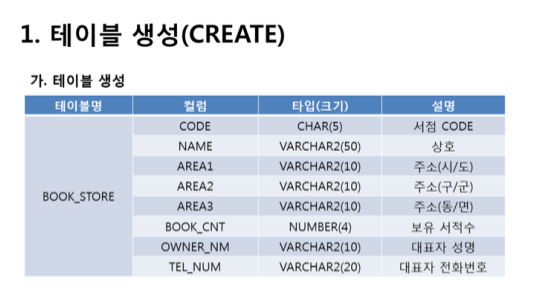 1. 테이블 생성(CREATE)
가. 테이블 생성
테이블명 컬럼 타입(크기) 설명
BOOK_STORE
CODE CHAR(5) 서점 CODE
NAME VARCHAR2(50) 상호
AREA1 VARCHAR2(10) 주소(시/도)
AREA2 VARCHAR2(10) 주소(구/군)
AREA3 VARCHAR2(10) 주소(동/면)
BOOK_CNT NUMBER(4) 보유 서적수
OWNER_NM VARCHAR2(10) 대표자 성명
TEL_NUM VARCHAR2(20) 대표자 전화번호